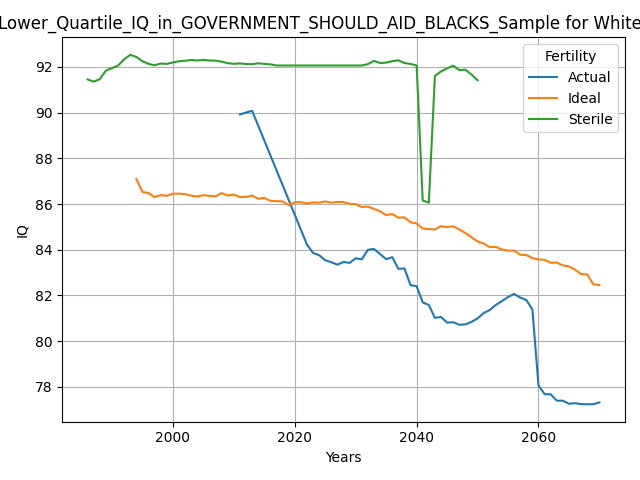 Lower_Quartile_IQ_in_GOVERNMENT_SHOULD_AID_BLACKS_Sample for White
Fertility
Actual
Ideal
Sterile
92
90
88
86
84
82
80
78
IQ
2000
2020
2040
2060
Years